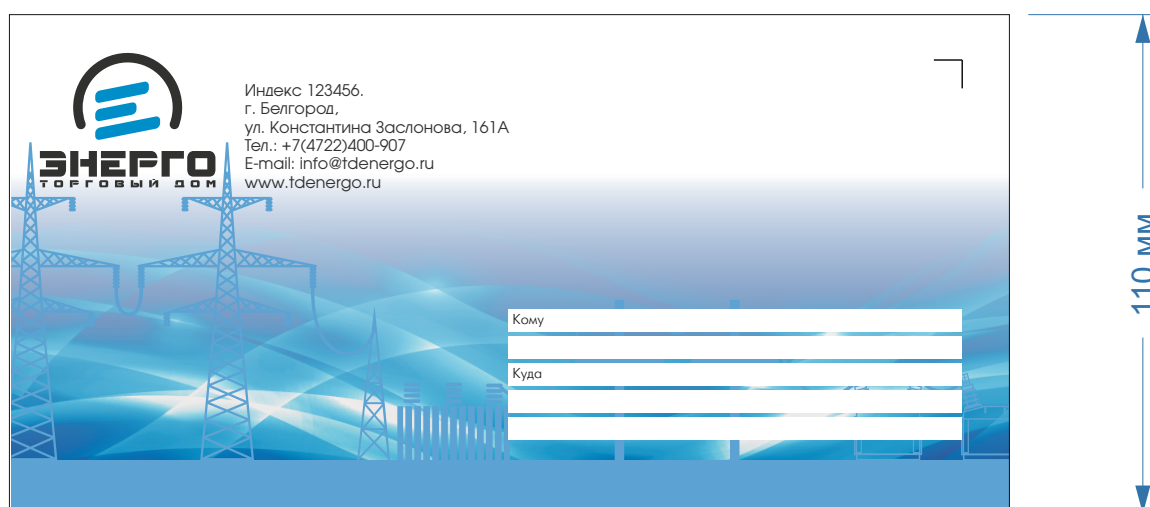 ЭНЕРГО
ТОРГОВЫЙ ДОМ
Индекс 123456.
г. Белгород,
ул. Константина Заслонова, 161А
Тел.: +7(4722)400-907
E-mail: info@tdenergo.ru
www.tdenergo.ru
Кому
Куда
110 мм